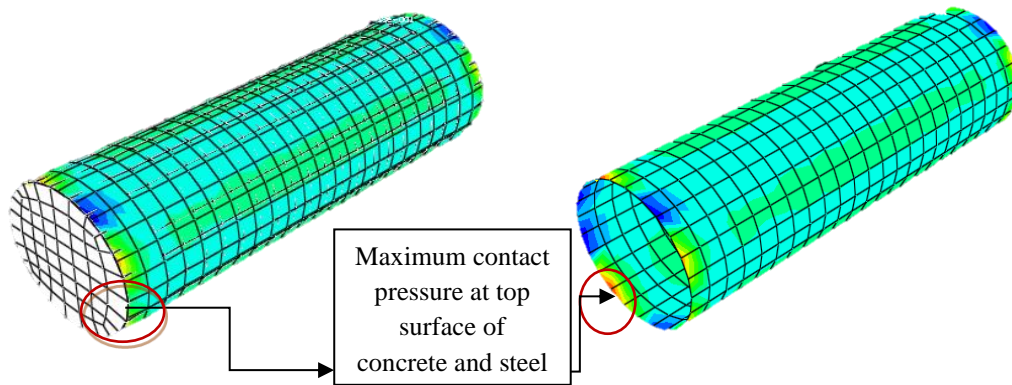 Maximum contact
pressure at top
surface of
concrete and steel